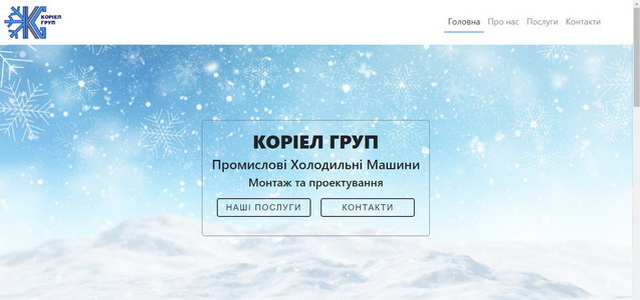 КОРІЕЛ
ГРУП
Головна Про нас Послуги Контакти
КОРІЕЛ ГРУП
Промислові Холодильні Машини
Монтаж та проектування
НАШІ ПОСЛУГИ КОНТАКТИ